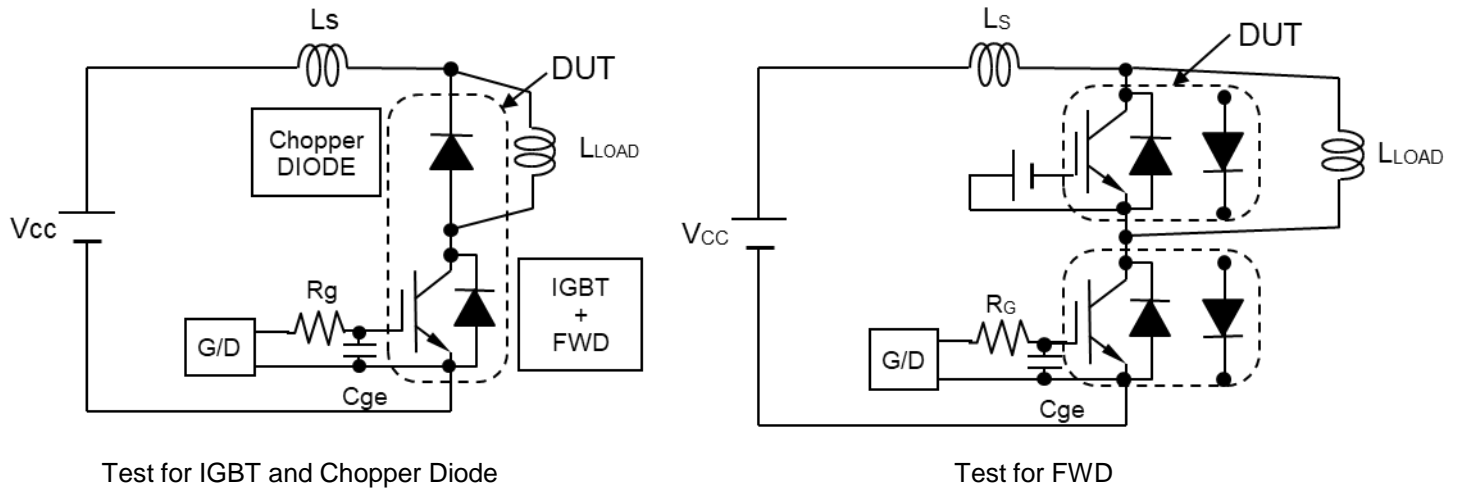 Ls
DUT
Chopper
DIODE
LLOAD
Vcc
Rg
G/D
Cge
IGBT
+
FWD
Test for IGBT and Chopper Diode
LS
DUT
LLOAD
VCC
RG
G/D
Cge
Test for FWD